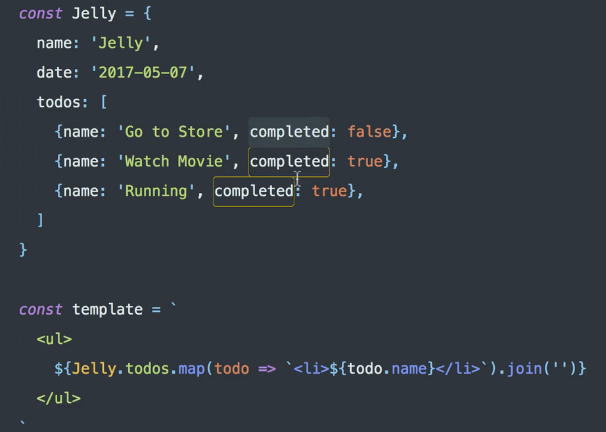 const Jelly = {
  name: 'Jelly',
  date: '2017-05-07',
  todos: [
    {name: 'Go to Store', completed: false},
    {name: 'Watch Movie', completed: true},
    {name: 'Running', completed: true},
  ]
}

const template = `
  <ul>
    ${Jelly.todos.map(todo => `<li>${todo.name}</li>`).join('')}
  </ul>
`